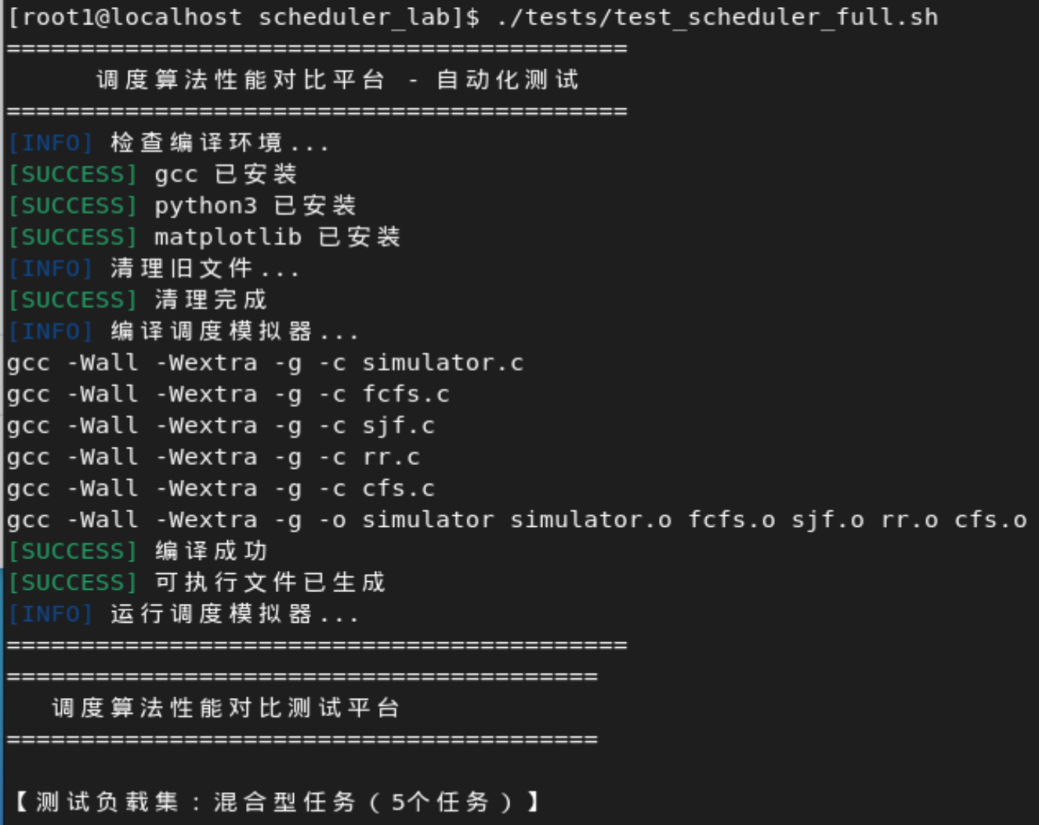 [root1@localhost scheduler_lab]$ ./tests/test_scheduler_full.sh
==========================================
调度算法性能对比平台 - 自动化测试
==========================================
[INFO] 检查编译环境...
[SUCCESS] gcc 已安装
[SUCCESS] python3 已安装
[SUCCESS] matplotlib 已安装
[INFO] 清理旧文件...
[SUCCESS] 清理完成
[INFO] 编译调度模拟器...
gcc -Wall -Wextra -g -c simulator.c
gcc -Wall -Wextra -g -c fcfs.c
gcc -Wall -Wextra -g -c sjf.c
gcc -Wall -Wextra -g -c rr.c
gcc -Wall -Wextra -g -c cfs.c
gcc -Wall -Wextra -g -o simulator simulator.o fcfs.o sjf.o rr.o cfs.o
[SUCCESS] 编译成功
[SUCCESS] 可执行文件已生成
[INFO] 运行调度模拟器...
==========================================
========================================
调度算法性能对比测试平台
========================================
【测试负载集：混合型任务（5个任务）】